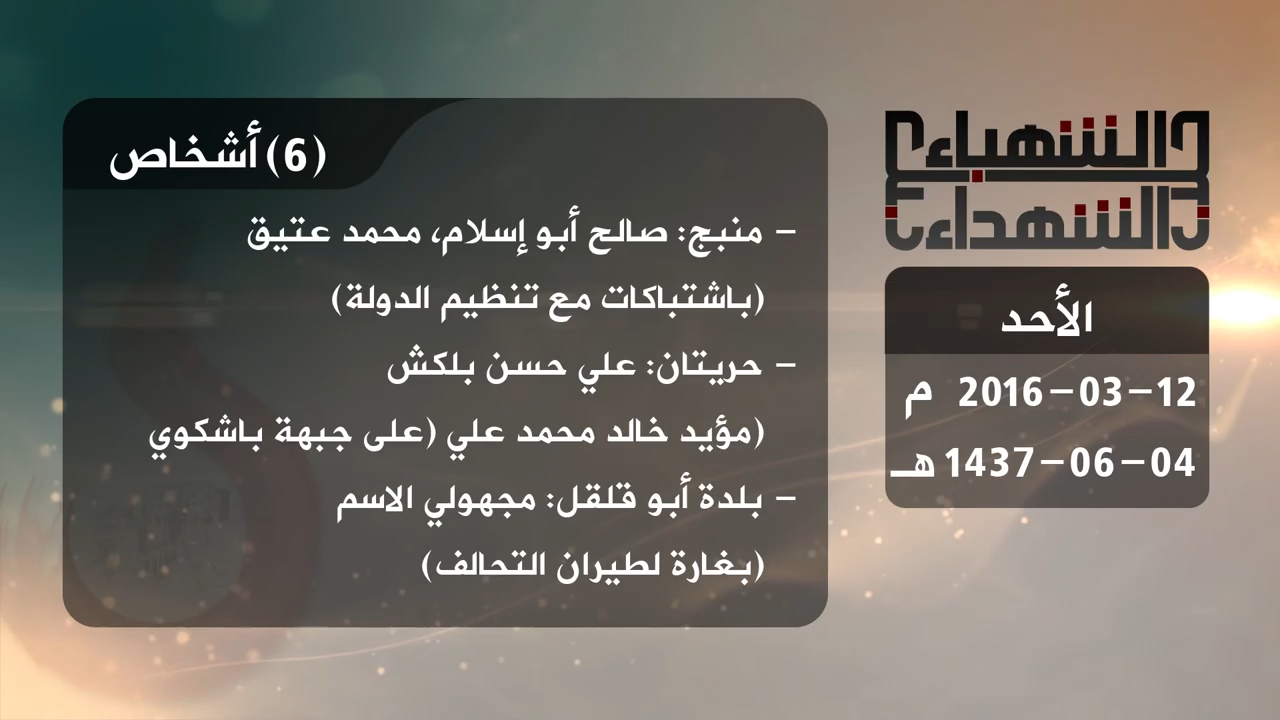 الشهباء
الشهداء
الأحد
12-03-2016 م
04-06-1437 هـ
(6) أشخاص
- منبج: صالح أبو إسلام، محمد عتيق
(باشتباكات مع تنظيم الدولة)
- حريتان: علي حسن بلكش
(مؤيد خالد محمد علي (على جبهة باشكوي
- بلدة أبو قلقل: مجهولي الاسم
(بغارة لطيران التحالف)